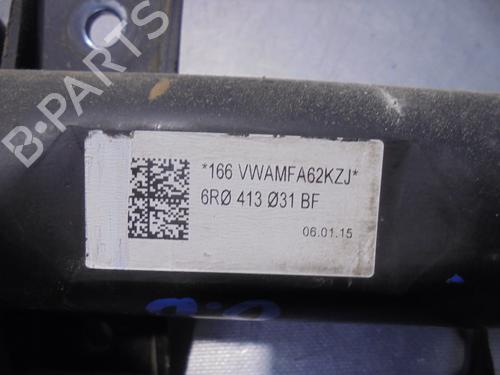 B-PARTS
*166 VWAMFA62KZJ*
6RØ 413 Ø31 BF
06.01.15